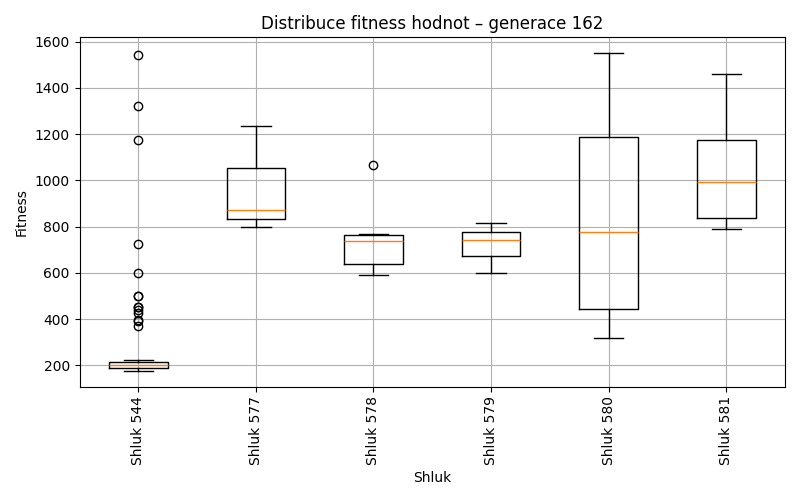 Distribuce fitness hodnot – generace 162
1600
1400
1200
1000
800
600
400
200
Fitness
Shluk 544
Shluk 577
Shluk 578
Shluk 579
Shluk 580
Shluk 581
Shluk